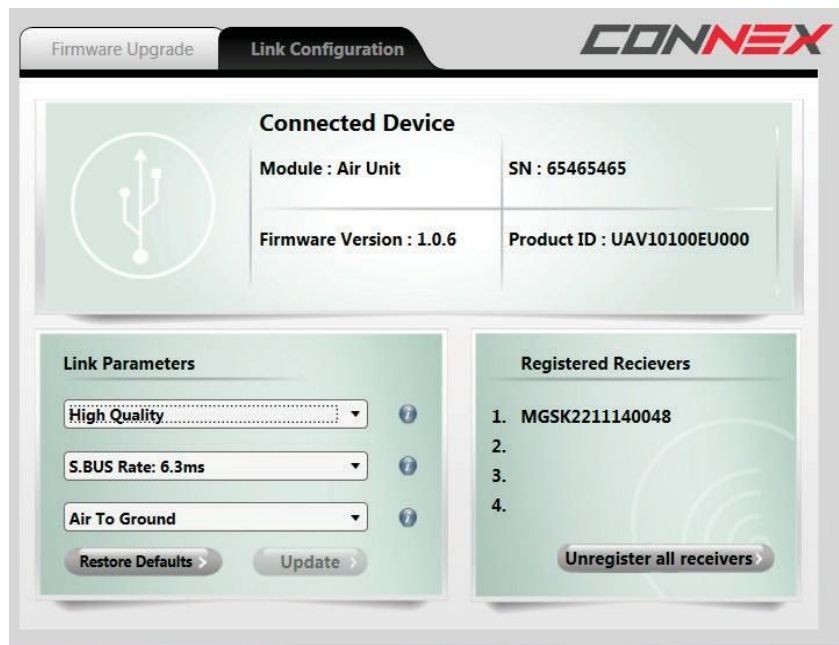 Firmware Upgrade
Link Configuration
CONNEX
Connected Device
Module : Air Unit
SN : 65465465
Firmware Version : 1.0.6
Product ID : UAV10100EU000
Link Parameters
High Quality
S.BUS Rate: 6.3ms
Air To Ground
Restore Defaults
Update
Registered Recievers
1. MGSK2211140048
2.
3.
4.
Unregister all receivers